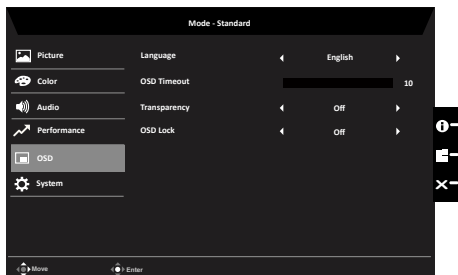 Mode - Standard
Picture
Language
English
Color
OSD Timeout
10
Audio
Transparency
Off
Performance
OSD Lock
Off
OSD
System
Move
Enter